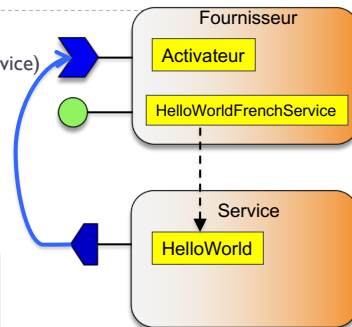 Fournisseur
Activateur
vice)
HelloWorldFrenchService
Service
HelloWorld